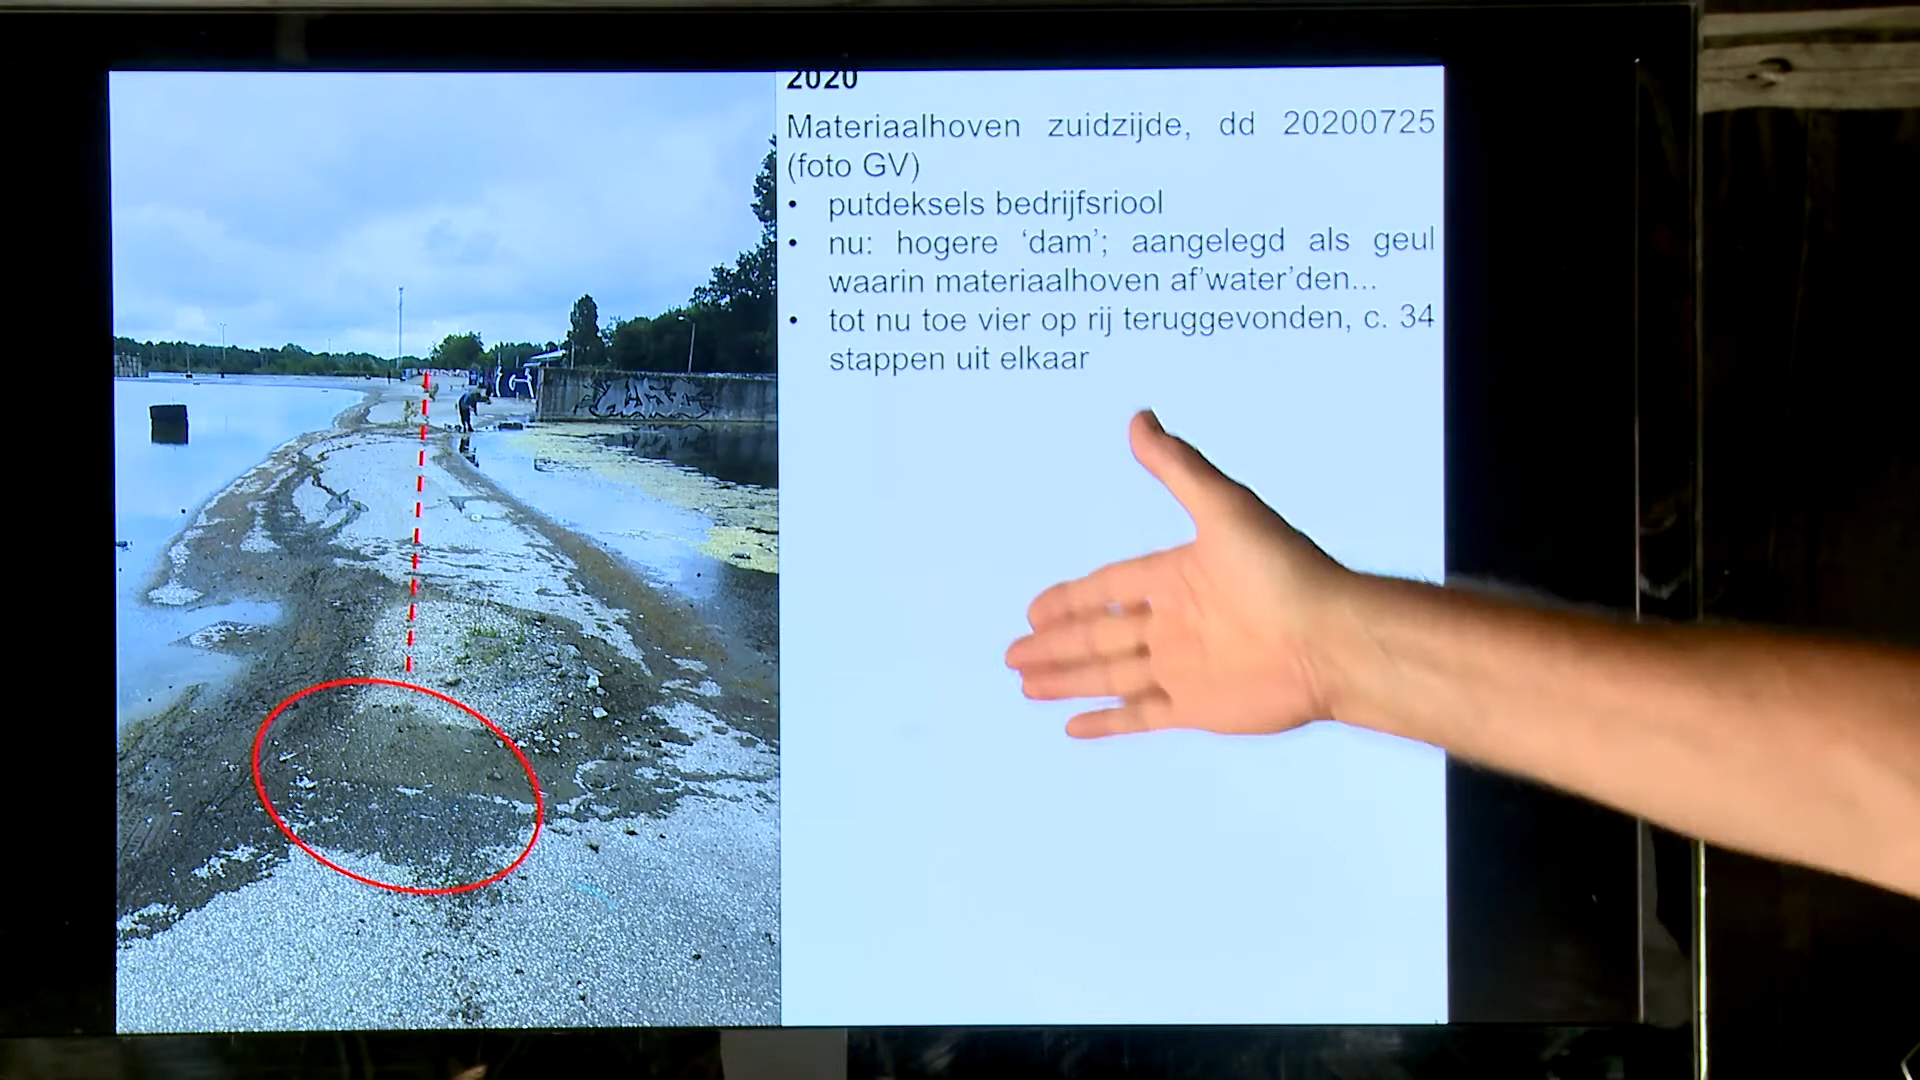 2020
Materiaalhoven zuidzijde, dd 20200725
(foto GV)
• putdeksels bedrijfsriool
• nu: hogere ‘dam’; aangelegd als geul
waarin materiaalhoven af’water’den...
• tot nu toe vier op rij teruggevonden, c. 34
stappen uit elkaar